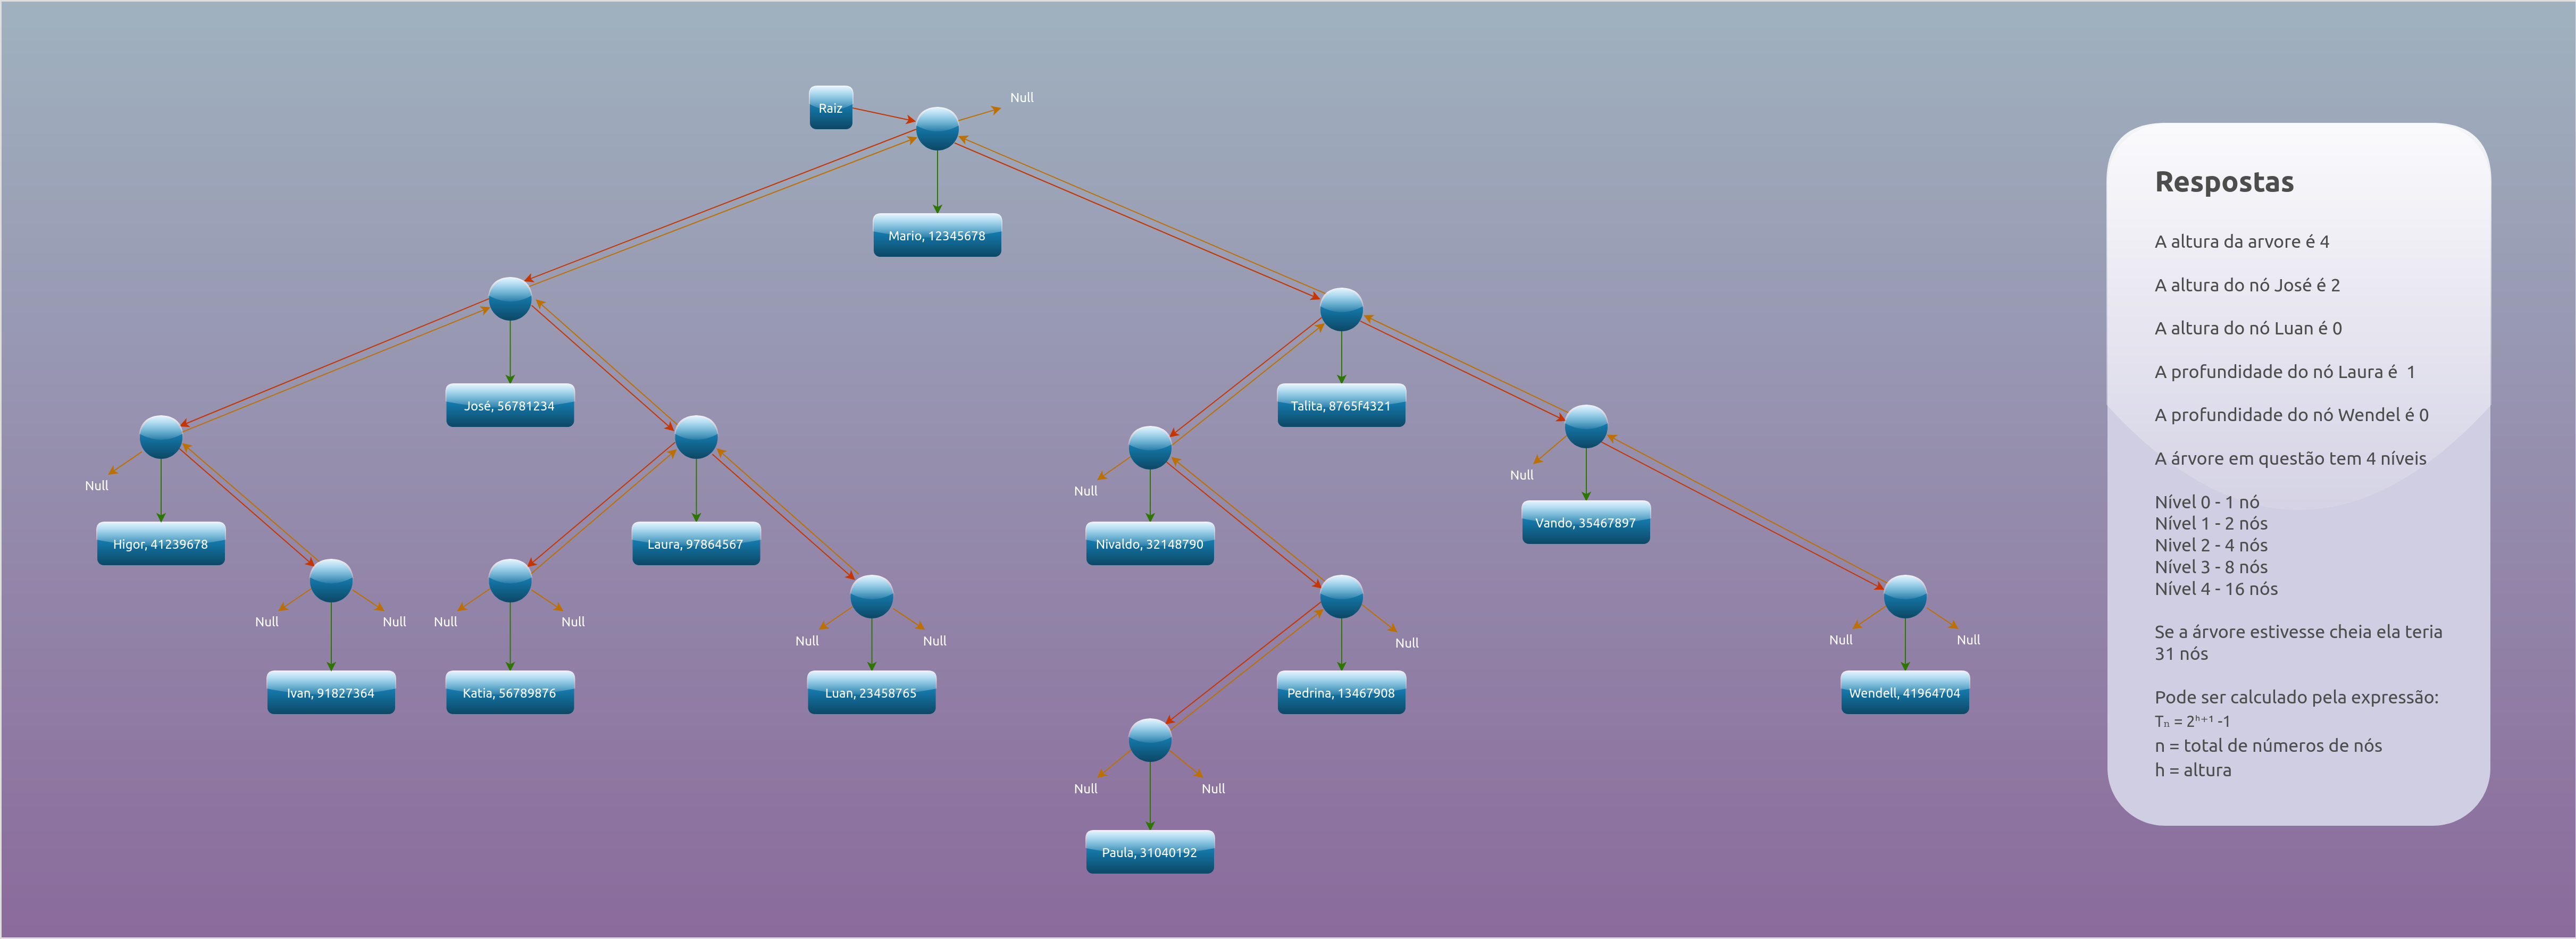 Raiz
Null
Mario, 12345678
José, 56781234
Talita, 8765f4321
Null
Null
Null
Higor, 41239678
Laura, 97864567
Nivaldo, 32148790
Vando, 35467897
Null
Null
Null
Null
Null
Null
Null
Null
Null
Ivan, 91827364
Katia, 56789876
Luan, 23458765
Pedrina, 13467908
Wendell, 41964704
Null
Null
Paula, 31040192
Respostas
A altura da arvore é 4
A altura do nó José é 2
A altura do nó Luan é 0
A profundidade do nó Laura é 1
A profundidade do nó Wendel é 0
A árvore em questão tem 4 níveis
Nível 0 - 1 nó
Nível 1 - 2 nós
Nivel 2 - 4 nós
Nível 3 - 8 nós
Nível 4 - 16 nós
Se a árvore estivesse cheia ela teria
31 nós
Pode ser calculado pela expressão:
Tₙ = 2ʰ⁺¹ -1
n = total de números de nós
h = altura